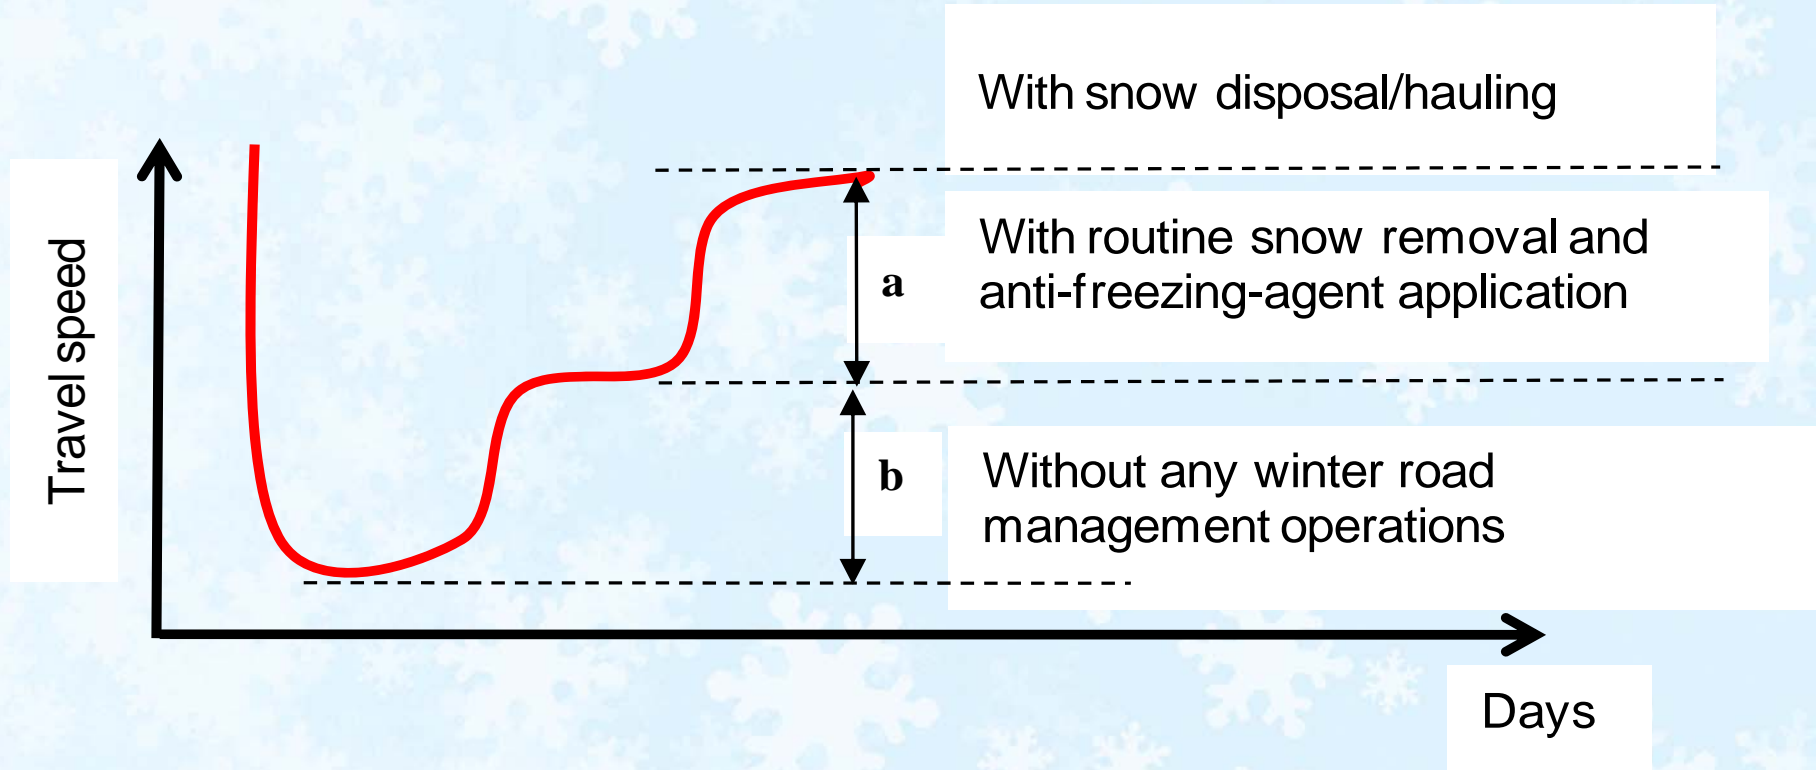 With snow disposal/hauling
Travel speed
With routine snow removal and
anti-freezing-agent application
a
b
Without any winter road
management operations
Days